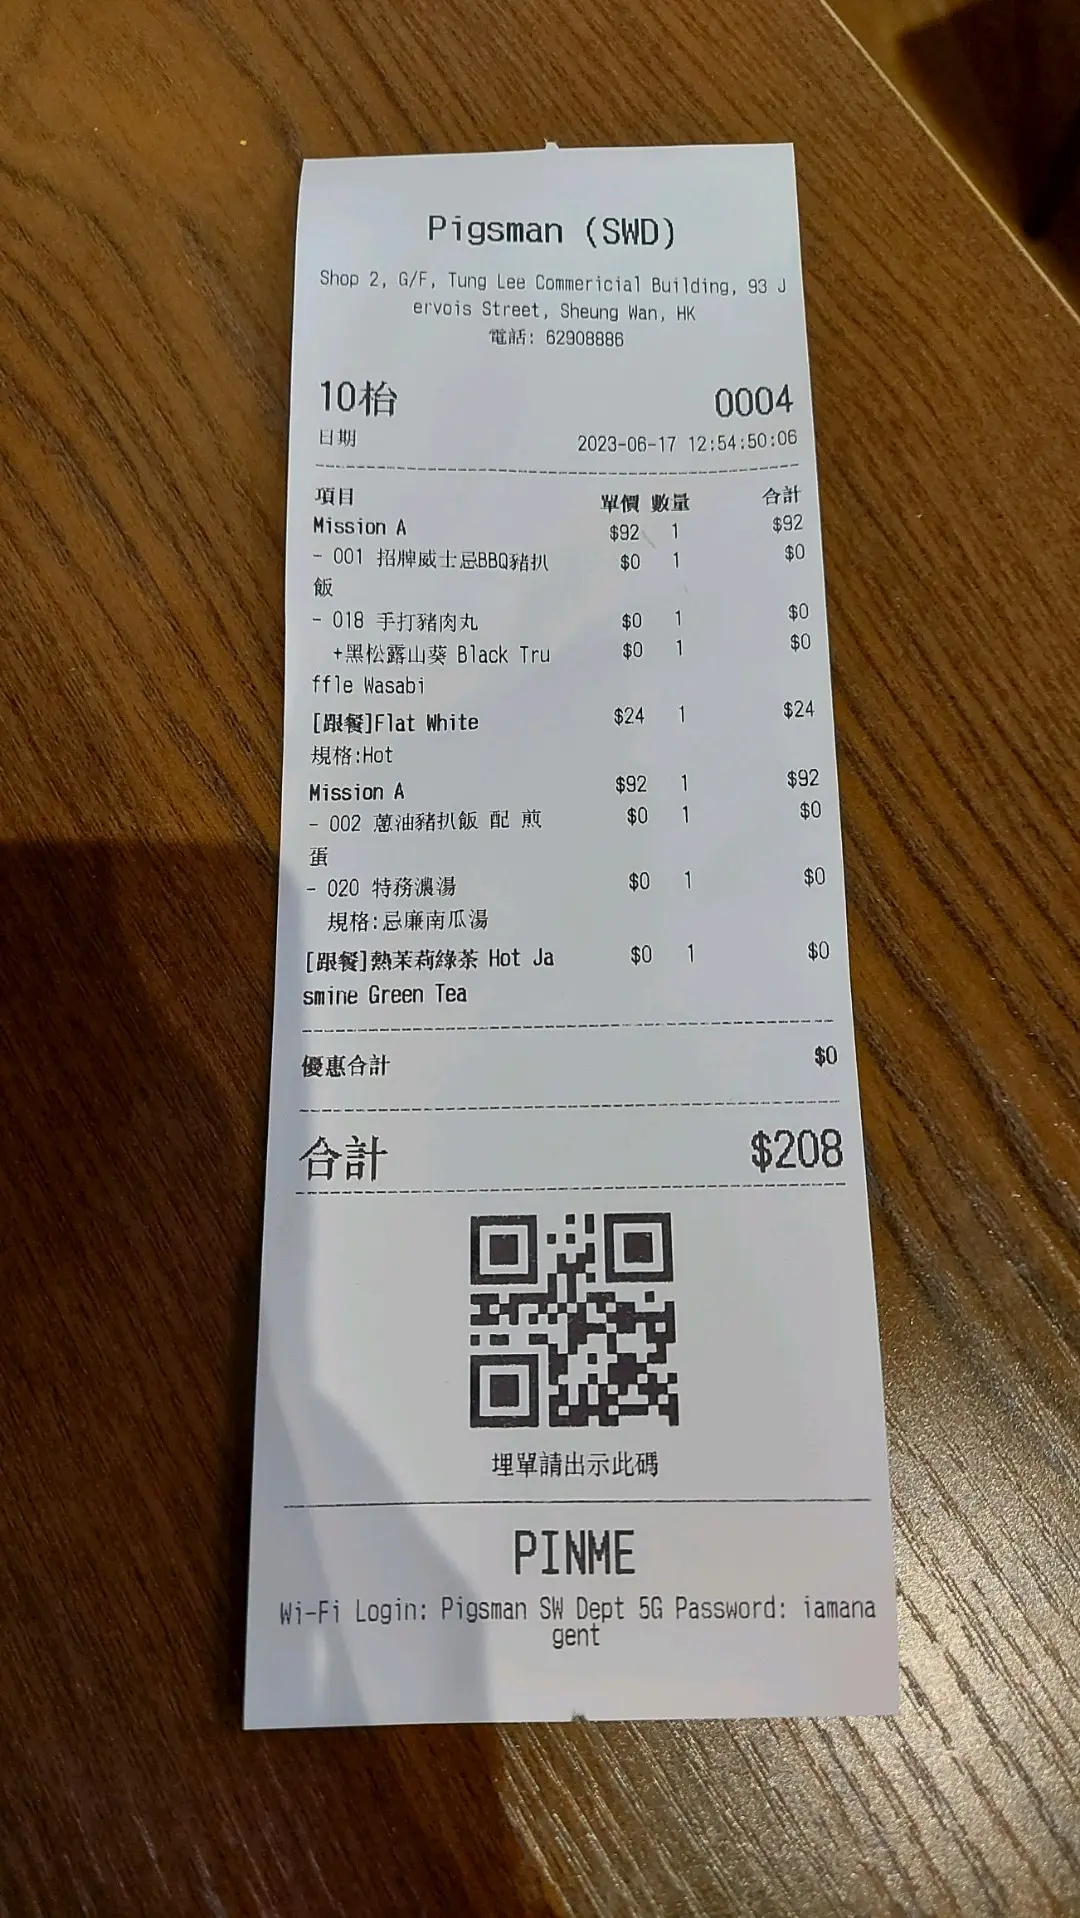 Pigsman (SWD)
Shop 2, G/F, Tung Lee Commericial Building, 93 J
ervois Street, Sheung Wan, HK
電話: 62908886
10枱 0004
日期 2023-06-17 12:54:50:06
項目 單價 數量 合計
Mission A $92 1 $92
- 001 招牌威士忌BBQ豬扒 $0 1 $0
飯
- 018 手打豬肉丸 $0 1 $0
+黑松露山葵 Black Tru $0 1 $0
ffle Wasabi
[跟餐]Flat White $24 1 $24
規格:Hot
Mission A $92 1 $92
- 002 蔥油豬扒飯 配 煎 $0 1 $0
蛋
- 020 特務濃湯 $0 1 $0
規格:忌廉南瓜湯
[跟餐]熱茉莉綠茶 Hot Ja $0 1 $0
smine Green Tea
優惠合計 $0
合計 $208
埋單請出示此碼
PINME
Wi-Fi Login: Pigsman SW Dept 5G Password: iamana
gent